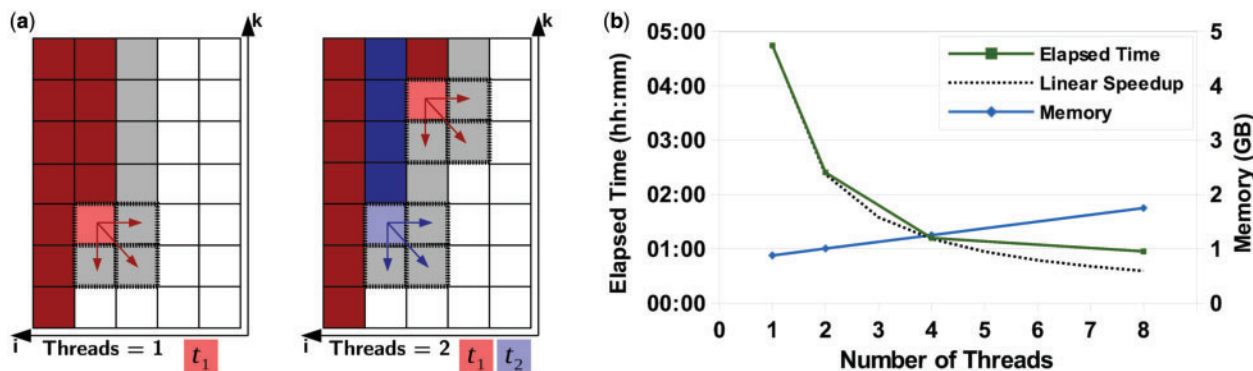 (a)
k
k
i
Threads = 1
t1
Threads = 2
t1
t2
(b)
Elapsed Time (hh:mm)
05:00
04:00
03:00
02:00
01:00
00:00
Elapsed Time
Linear Speedup
Memory
5
4
3
2
1
0
Memory (GB)
0 1 2 3 4 5 6 7 8
Number of Threads